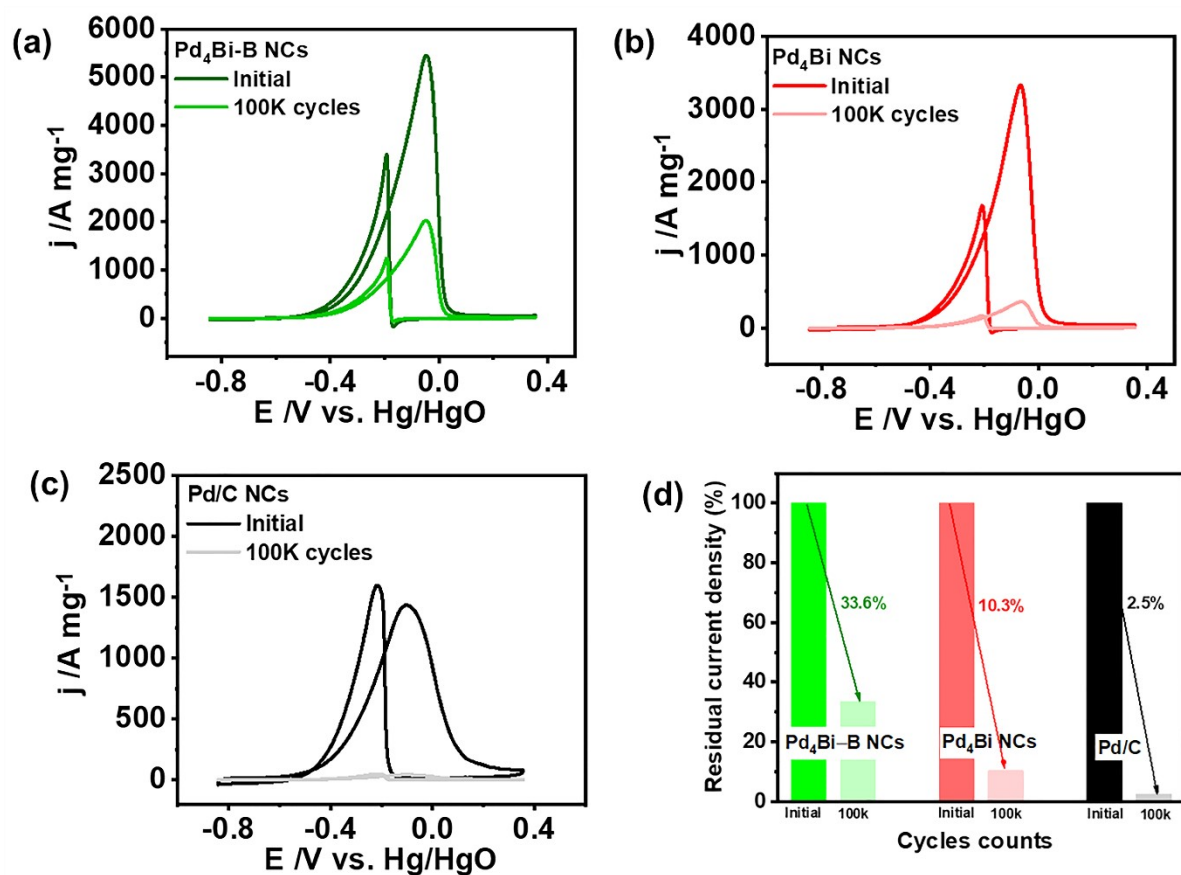 (a)
Pd₄Bi-B NCs
Initial
100K cycles
6000
5000
4000
3000
2000
1000
0
j /A mg⁻¹
-0.8 -0.4 0.0 0.4
E /V vs. Hg/HgO
(b)
Pd₄Bi NCs
Initial
100K cycles
4000
3000
2000
1000
0
j /A mg⁻¹
-0.8 -0.4 0.0 0.4
E /V vs. Hg/HgO
(c)
Pd/C NCs
Initial
100K cycles
2500
2000
1500
1000
500
0
j /A mg⁻¹
-0.8 -0.4 0.0 0.4
E /V vs. Hg/HgO
(d)
Residual current density (%)
100
80
60
40
20
0
33.6%
10.3%
2.5%
Pd₄Bi–B NCs
Pd₄Bi NCs
Pd/C
Initial 100k Initial 100k Initial 100k
Cycles counts